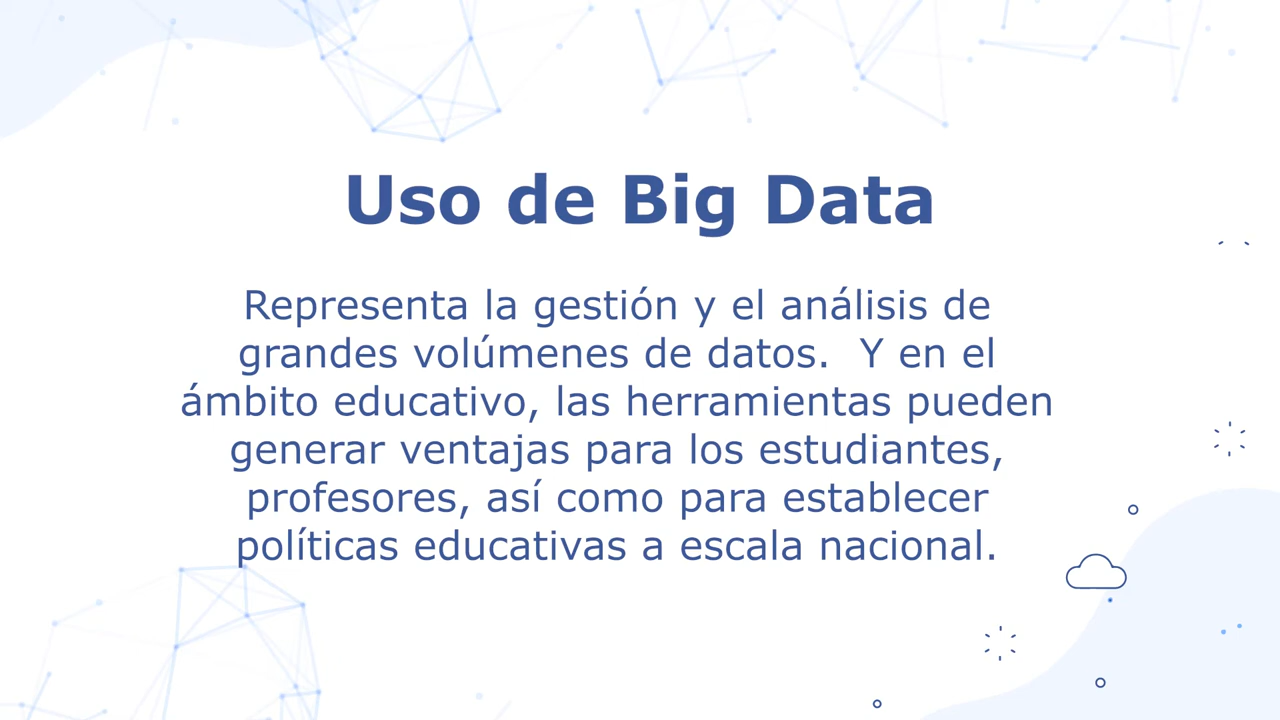 Uso de Big Data
Representa la gestión y el análisis de
grandes volúmenes de datos.  Y en el
ámbito educativo, las herramientas pueden
generar ventajas para los estudiantes,
profesores, así como para establecer
políticas educativas a escala nacional.